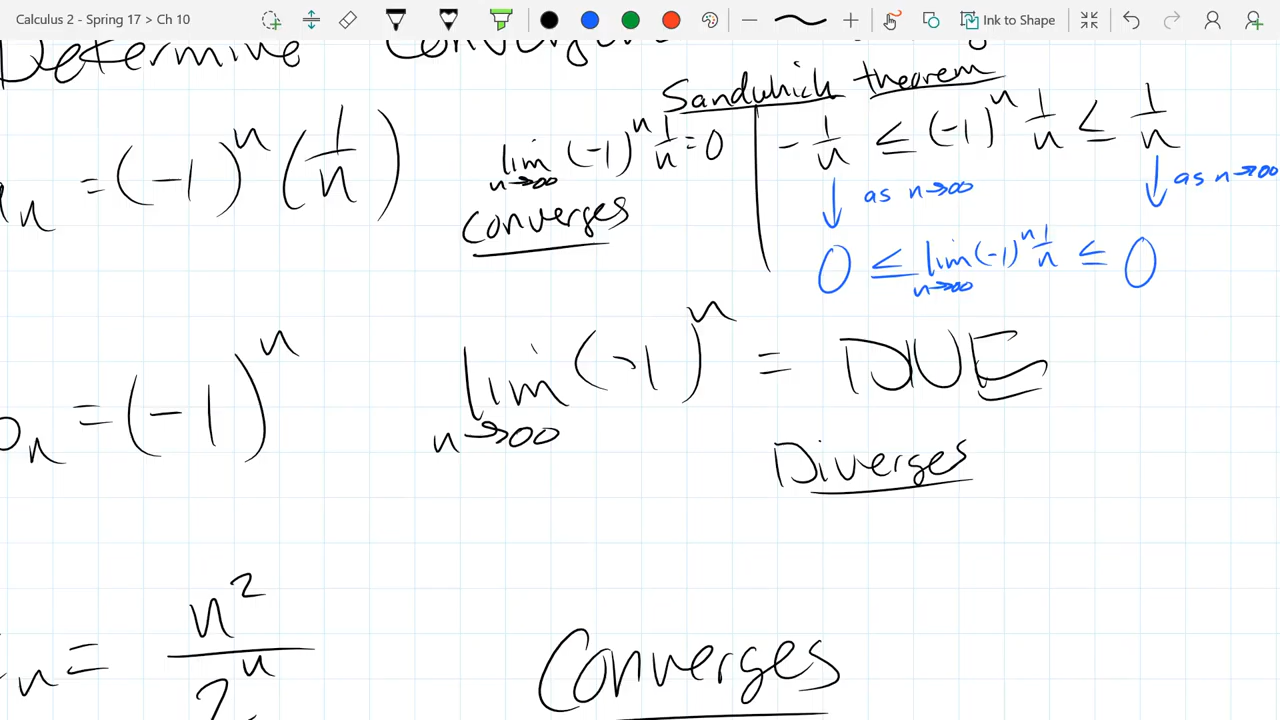 Calculus 2 - Spring 17 > Ch 10
Ink to Shape
Determine
Sandwhich theorem
aₙ = (-1)ⁿ (1/n)
lim n→∞ (-1)ⁿ 1/n = 0
Converges
-1/n ≤ (-1)ⁿ 1/n ≤ 1/n
as n→∞
as n→∞
0 ≤ lim n→∞ (-1)ⁿ 1/n ≤ 0
bₙ = (-1)ⁿ
lim n→∞ (-1)ⁿ = DNE
Diverges
n = n²/2ⁿ
Converges